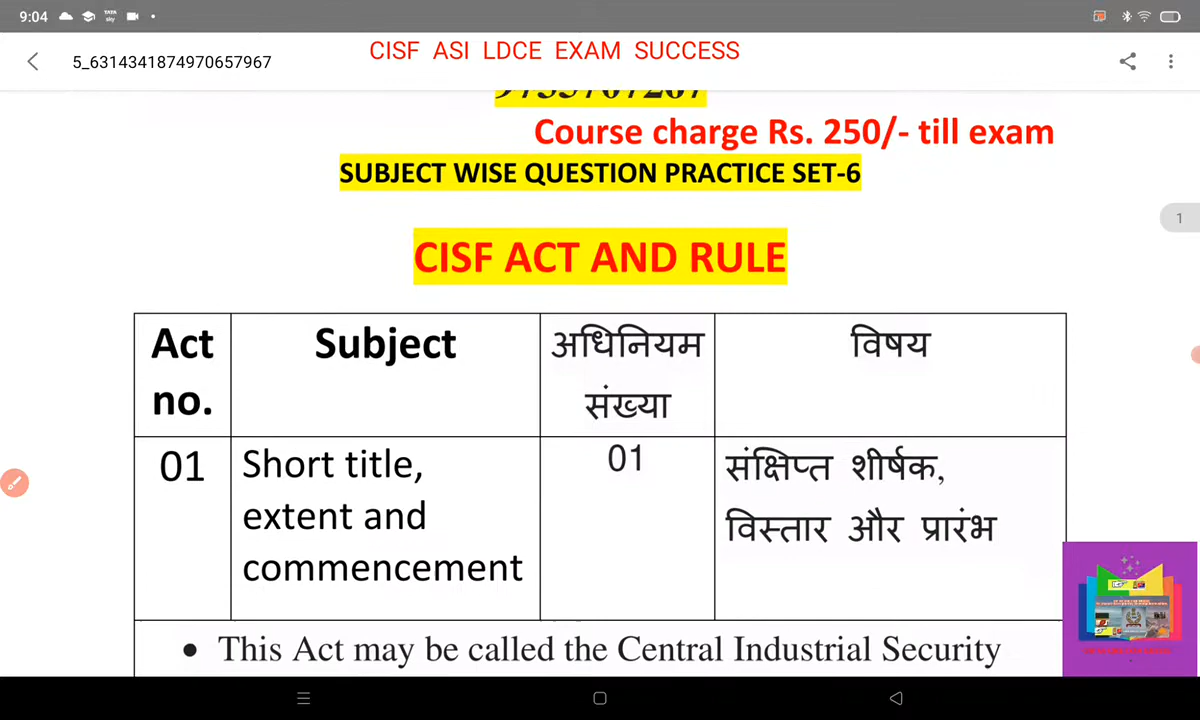 9:04
TATA
sky
CISF ASI LDCE EXAM SUCCESS
5_6314341874970657967
Course charge Rs. 250/- till exam
SUBJECT WISE QUESTION PRACTICE SET-6
1
CISF ACT AND RULE
Act no.
Subject
अधिनियम संख्या
विषय
01
Short title,
extent and
commencement
01
संक्षिप्त शीर्षक,
विस्तार और प्रारंभ
• This Act may be called the Central Industrial Security